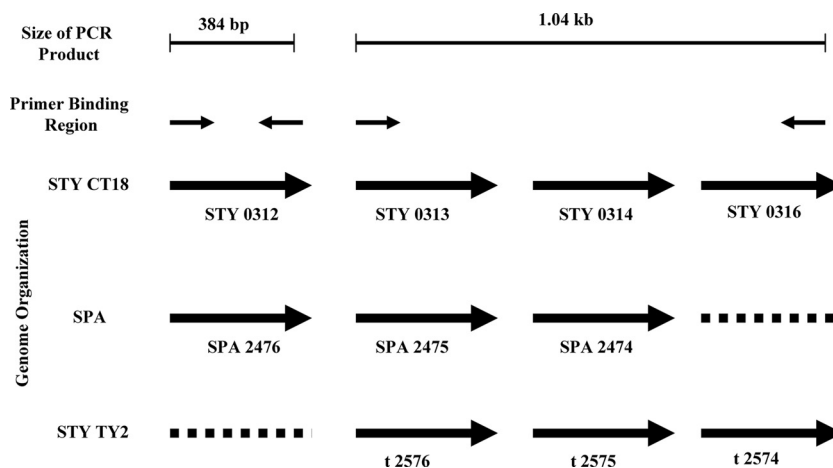 Size of PCR
Product
384 bp
1.04 kb
Primer Binding
Region
STY CT18
STY 0312
STY 0313
STY 0314
STY 0316
Genome Organization
SPA
SPA 2476
SPA 2475
SPA 2474
STY TY2
t 2576
t 2575
t 2574